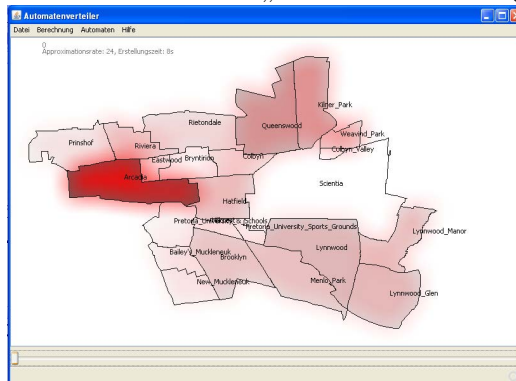 Automatenverteiler
Datei Berechnung Automaten Hilfe
0
Approximationsrate: 24, Erstellungszeit: 8s
Kilner_Park
Rietondale
Queenswood
Weavind_Park
Prinshof
Riviera
Colbyn_Valley
Eastwood
Bryntirion
Colbyn
Arcadia
Scientia
Hatfield
Pretoria_University_Sports_Grounds
Lynnwood_Manor
Lynnwood
Bailey's_Muckleneuk
Brooklyn
New_Muckleneuk
Menlo_Park
Lynnwood_Glen